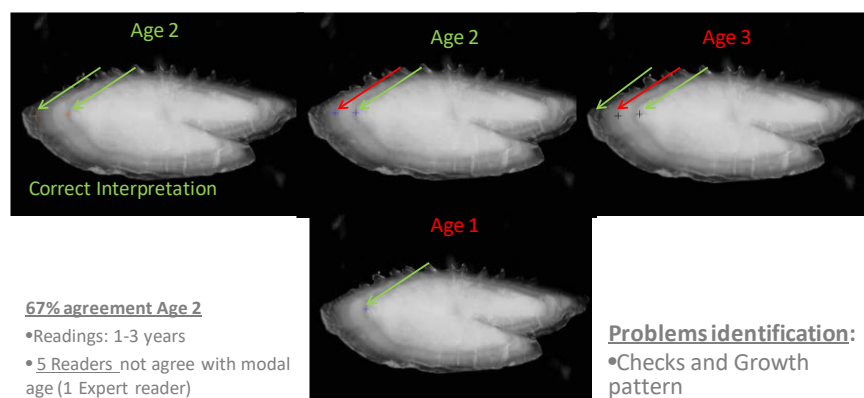 Age 2
Age 2
Age 3
Correct Interpretation
Age 1
67% agreement Age 2
•Readings: 1-3 years
• 5 Readers not agree with modal
age (1 Expert reader)
Problems identification:
•Checks and Growth
pattern